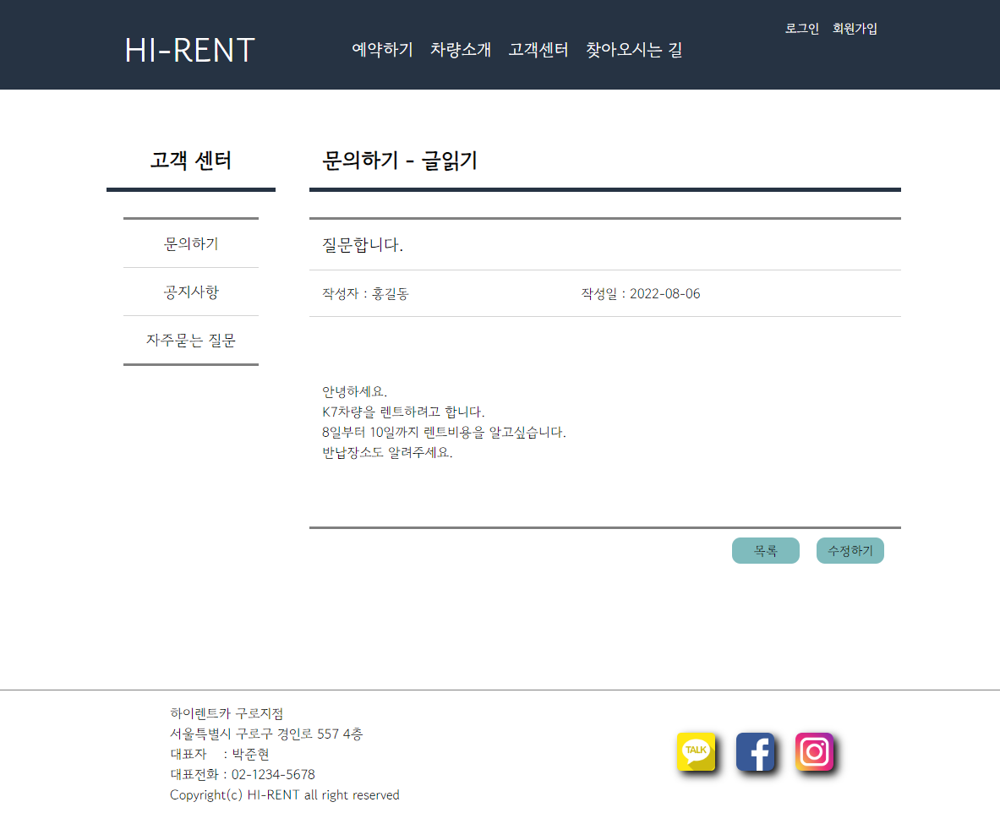 로그인 회원가입
HI-RENT 예약하기 차량소개 고객센터 찾아오시는 길
고객 센터
문의하기
공지사항
자주묻는 질문
문의하기 - 글읽기
질문합니다.
작성자 : 홍길동 작성일 : 2022-08-06
안녕하세요.
K7차량을 렌트하려고 합니다.
8일부터 10일까지 렌트비용을 알고싶습니다.
반납장소도 알려주세요.
목록 수정하기
하이렌트카 구로지점
서울특별시 구로구 경인로 557 4층
대표자 : 박준현
대표전화 : 02-1234-5678
Copyright(c) HI-RENT all right reserved
TALK